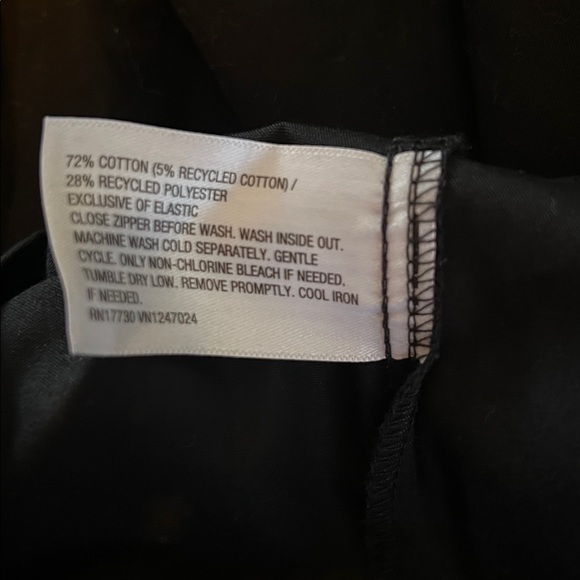 72% COTTON (5% RECYCLED COTTON) /
28% RECYCLED POLYESTER
EXCLUSIVE OF ELASTIC
CLOSE ZIPPER BEFORE WASH. WASH INSIDE OUT.
MACHINE WASH COLD SEPARATELY. GENTLE
CYCLE. ONLY NON-CHLORINE BLEACH IF NEEDED.
TUMBLE DRY LOW. REMOVE PROMPTLY. COOL IRON
IF NEEDED.
RN17730 VN1247024